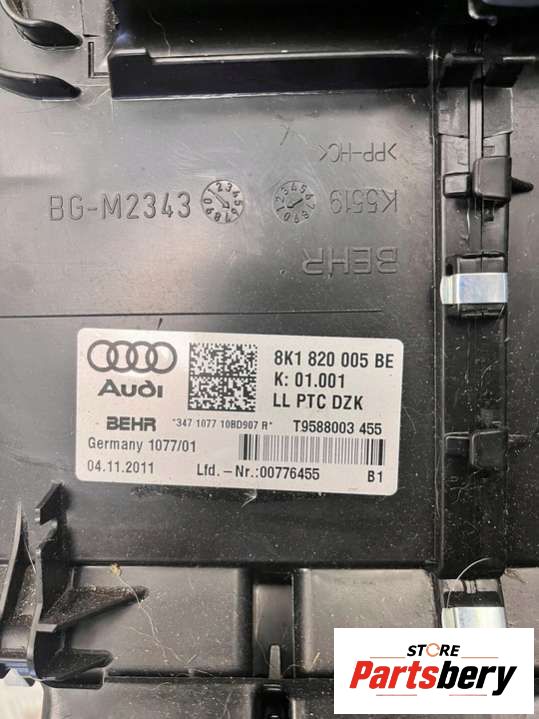 >PP-HC<
BG-M2343
K5519
BEHR
Audi
8K1 820 005 BE
K: 01.001
LL PTC DZK
BEHR *347 1077 10BD907 R* T9588003 455
Germany 1077/01
04.11.2011 Lfd.-Nr.:00776455 B1
STORE
Partsbery